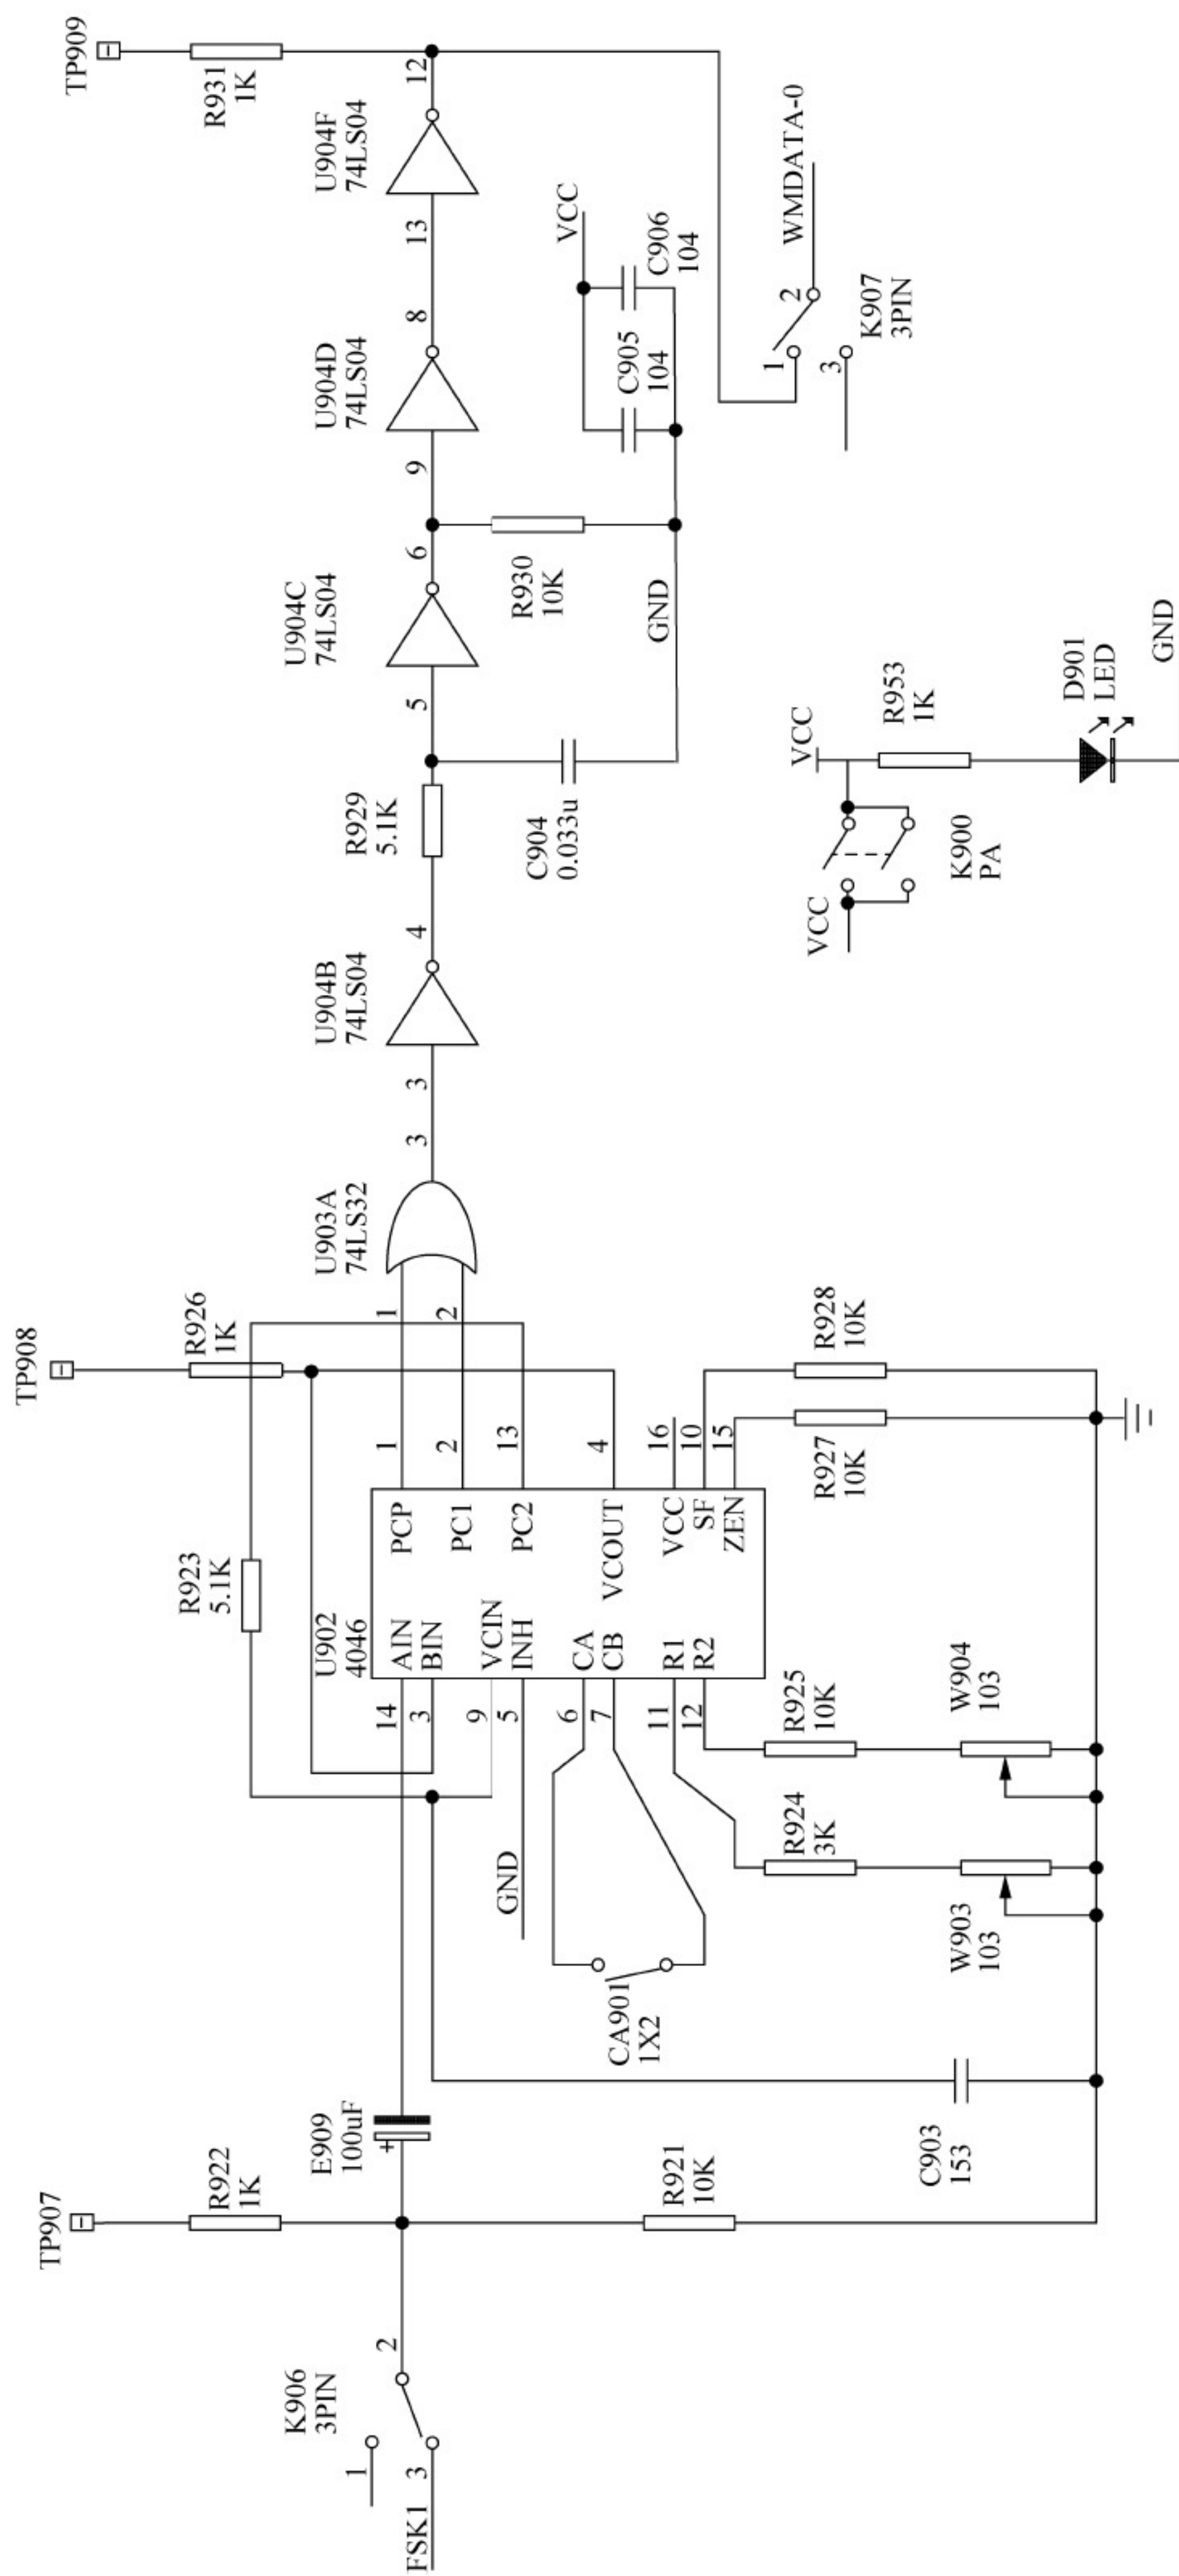 TP907
R922
1K
K906
3PIN
1
2
3
FSK1
E909
100uF
R921
10K
C903
153
R923
5.1K
TP908
R926
1K
U902
4046
14
3
9
5
6
7
11
12
AIN
BIN
VCIN
INH
CA
CB
R1
R2
PCP
PC1
PC2
VCOUT
VCC
SF
ZEN
1
2
13
4
16
10
15
GND
CA901
1X2
R924
3K
R925
10K
W903
103
W904
103
R927
10K
R928
10K
1
2
U903A
74LS32
3
3
U904B
74LS04
4
R929
5.1K
C904
0.033u
5
U904C
74LS04
6
R930
10K
GND
9
U904D
74LS04
8
C905
104
C906
104
VCC
13
U904F
74LS04
12
R931
1K
TP909
1
2
3
WMDATA-0
K907
3PIN
VCC
K900
PA
VCC
R953
1K
D901
LED
GND